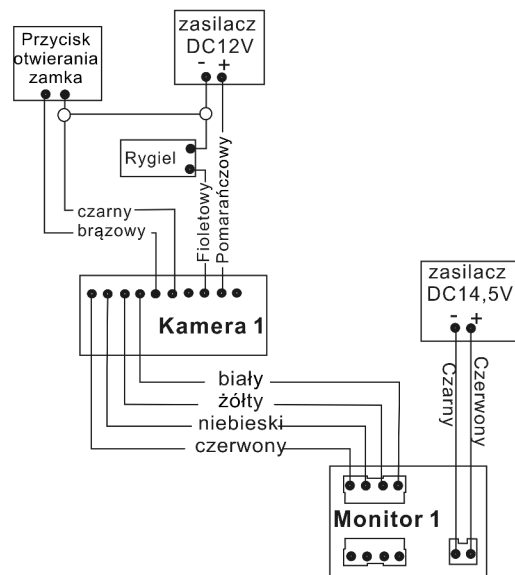 Przycisk
otwierania
zamka
zasilacz
DC12V
- +
Rygiel
Fioletowy
Pomarańczowy
czarny
brązowy
Kamera 1
zasilacz
DC14,5V
- +
Czarny
Czerwony
biały
żółty
niebieski
czerwony
Monitor 1